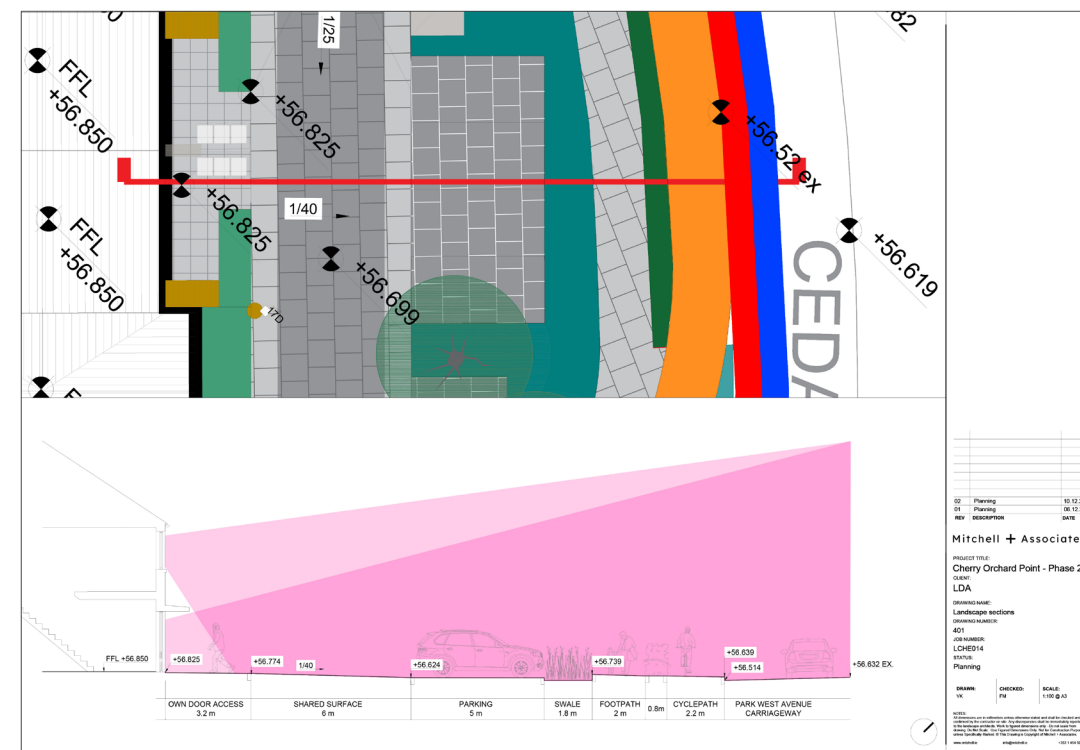 1/25
FFL
+56.850
+56.825
+56.52 ex
FFL
+56.850
+56.825
1/40
+56.699
+56.619
17D
CEDA
FFL +56.850
+56.825
+56.774
1/40
+56.624
+56.739
+56.639
+56.514
+56.632 EX.
OWN DOOR ACCESS
3.2 m
SHARED SURFACE
6 m
PARKING
5 m
SWALE
1.8 m
FOOTPATH
2 m
0.8m
CYCLEPATH
2.2 m
PARK WEST AVENUE
CARRIAGEWAY
02 Planning 10.12.
01 Planning 06.12.
REV DESCRIPTION DATE
Mitchell + Associate
PROJECT TITLE:
Cherry Orchard Point - Phase 2
CLIENT:
LDA
DRAWING NAME:
Landscape sections
DRAWING NUMBER:
401
JOB NUMBER:
LCHE014
STATUS:
Planning
DRAWN:
VK
CHECKED:
FM
SCALE:
1:100 @ A3
NOTES: